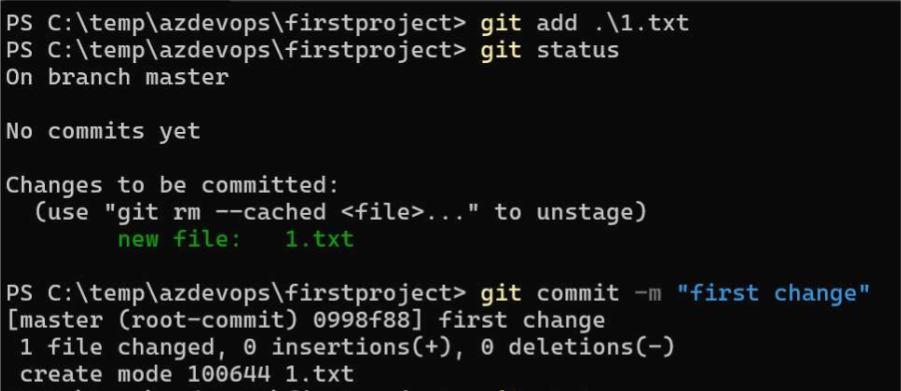 PS C:\temp\azdevops\firstproject> git add .\1.txt
PS C:\temp\azdevops\firstproject> git status
On branch master
No commits yet
Changes to be committed:
(use "git rm --cached <file>..." to unstage)
new file:   1.txt
PS C:\temp\azdevops\firstproject> git commit -m "first change"
[master (root-commit) 0998f88] first change
1 file changed, 0 insertions(+), 0 deletions(-)
create mode 100644 1.txt